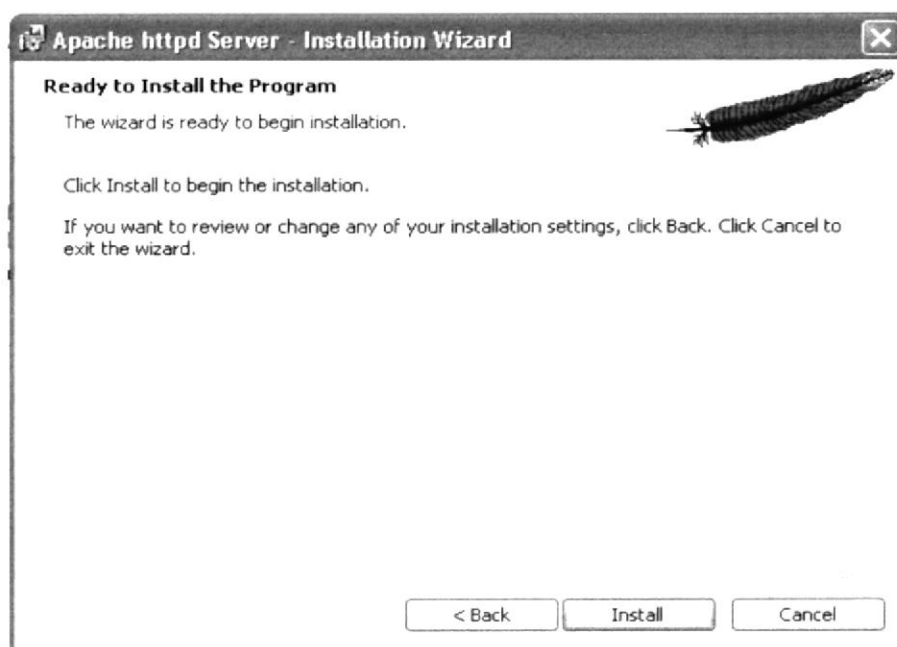 Apache httpd Server - Installation Wizard
Ready to Install the Program
The wizard is ready to begin installation.
Click Install to begin the installation.
If you want to review or change any of your installation settings, click Back. Click Cancel to
exit the wizard.
< Back
Install
Cancel